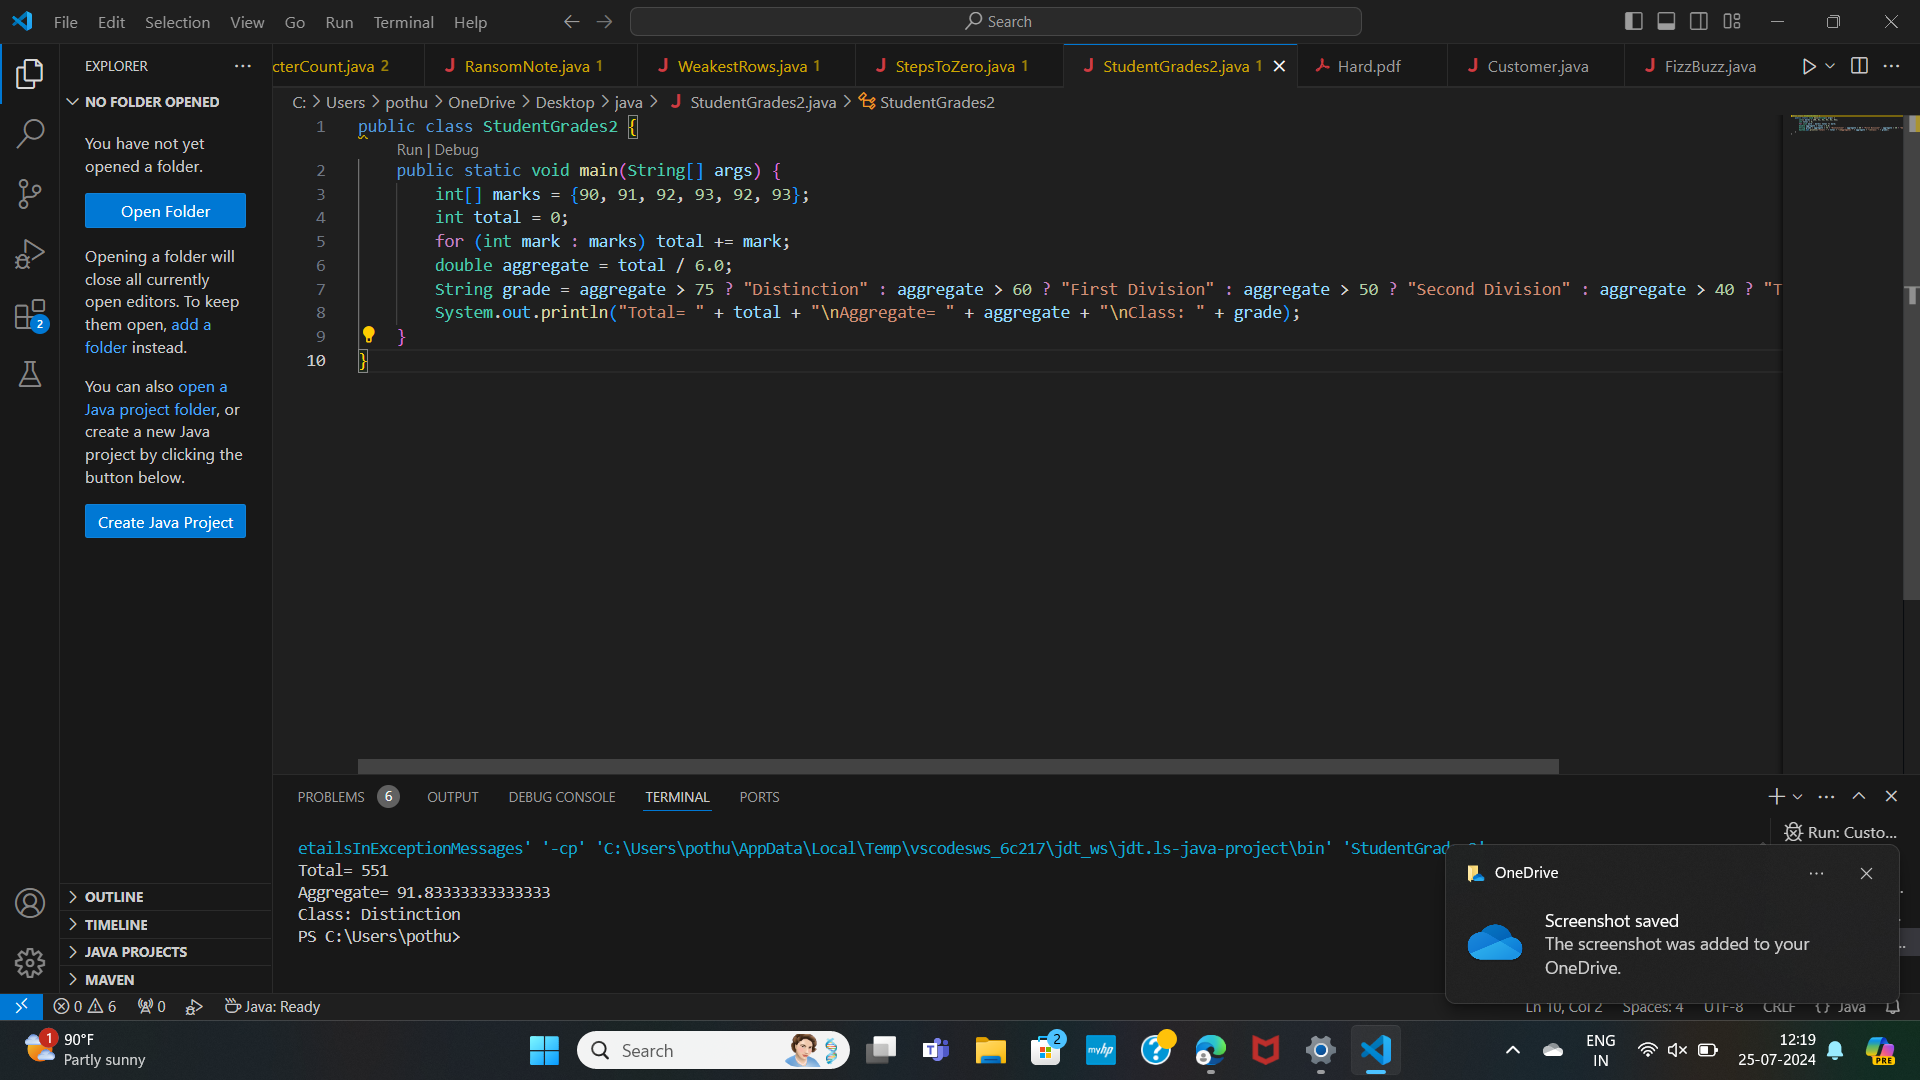 File Edit Selection View Go Run Terminal Help
Search
EXPLORER
cterCount.java 2
RansomNote.java 1
WeakestRows.java 1
StepsToZero.java 1
StudentGrades2.java 1
Hard.pdf
Customer.java
FizzBuzz.java
NO FOLDER OPENED
You have not yet
opened a folder.
Open Folder
Opening a folder will
close all currently
open editors. To keep
them open, add a
folder instead.
You can also open a
Java project folder, or
create a new Java
project by clicking the
button below.
Create Java Project
OUTLINE
TIMELINE
JAVA PROJECTS
MAVEN
2
C: > Users > pothu > OneDrive > Desktop > java > StudentGrades2.java > StudentGrades2
1 public class StudentGrades2 {
Run | Debug
2 public static void main(String[] args) {
3 int[] marks = {90, 91, 92, 93, 92, 93};
4 int total = 0;
5 for (int mark : marks) total += mark;
6 double aggregate = total / 6.0;
7 String grade = aggregate > 75 ? "Distinction" : aggregate > 60 ? "First Division" : aggregate > 50 ? "Second Division" : aggregate > 40 ? "T
8 System.out.println("Total= " + total + "\nAggregate= " + aggregate + "\nClass: " + grade);
9 }
10 }
PROBLEMS 6 OUTPUT DEBUG CONSOLE TERMINAL PORTS
Run: Custo...
etailsInExceptionMessages' '-cp' 'C:\Users\pothu\AppData\Local\Temp\vscodesws_6c217\jdt_ws\jdt.ls-java-project\bin' 'StudentGrad
Total= 551
Aggregate= 91.83333333333333
Class: Distinction
PS C:\Users\pothu>
OneDrive
Screenshot saved
The screenshot was added to your
OneDrive.
0 6 0 Java: Ready
Ln 10, Col 2 Spaces: 4 UTF-8 CRLF {} Java
1 90°F
Partly sunny
Search
2
myhp
ENG
IN
12:19
25-07-2024
PRE